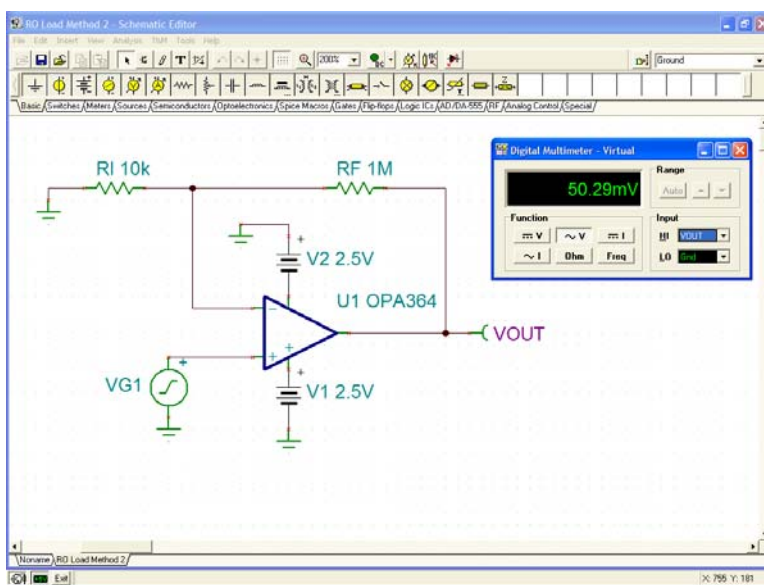 RO Load Method 2 - Schematic Editor
File Edit Insert View Analysis T&M Tools Help
200%
Ground
Basic Switches Meters Sources Semiconductors Optoelectronics Spice Macros Gates Flip-flops Logic ICs AD/DA-555 RF Analog Control Special
RI 10k
RF 1M
V2 2.5V
U1 OPA364
VOUT
VG1
V1 2.5V
Digital Multimeter - Virtual
50.29mV
Range
Auto
Function
V
V
I
I
Ohm
Freq
Input
HI VOUT
LO Gnd
Noname RO Load Method 2
Exit
X: 755 Y: 181